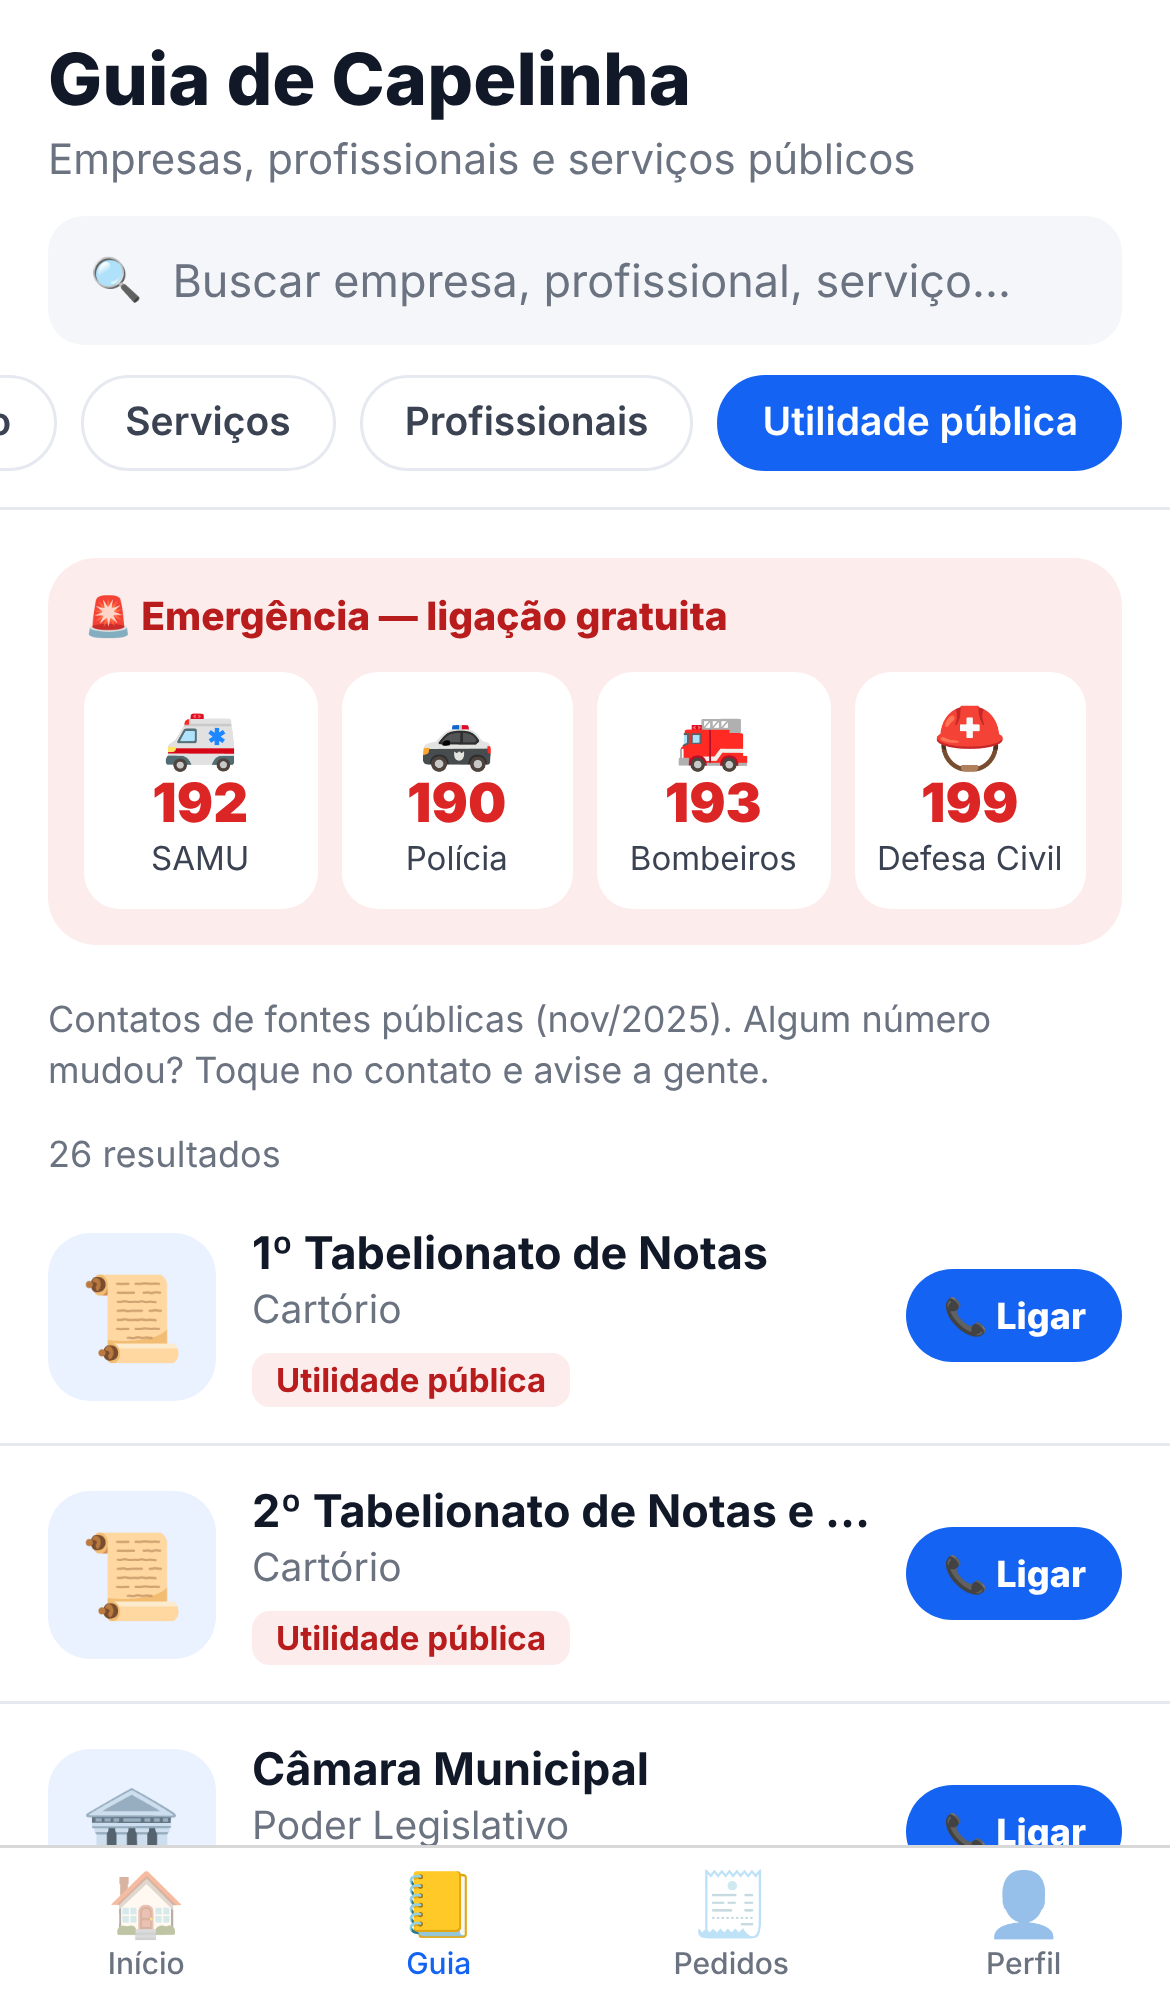 Guia de Capelinha
Empresas, profissionais e serviços públicos
Buscar empresa, profissional, serviço...
o
Serviços
Profissionais
Utilidade pública
Emergência — ligação gratuita
192
SAMU
190
Polícia
193
Bombeiros
199
Defesa Civil
Contatos de fontes públicas (nov/2025). Algum número
mudou? Toque no contato e avise a gente.
26 resultados
1º Tabelionato de Notas
Cartório
Utilidade pública
Ligar
2º Tabelionato de Notas e ...
Cartório
Utilidade pública
Ligar
Câmara Municipal
Poder Legislativo
Ligar
Início
Guia
Pedidos
Perfil